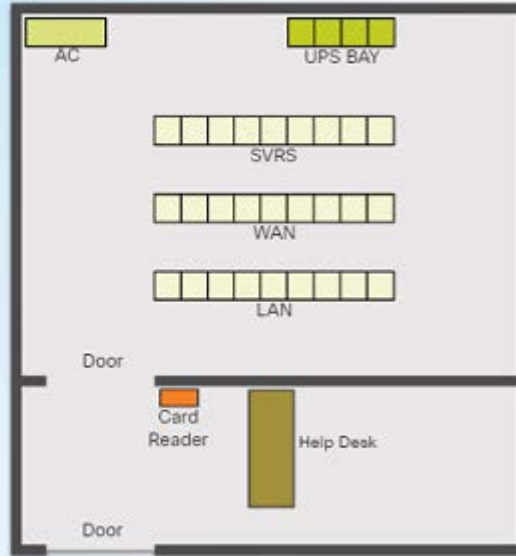 AC
UPS BAY
SVRS
WAN
LAN
Door
Card
Reader
Help Desk
Door